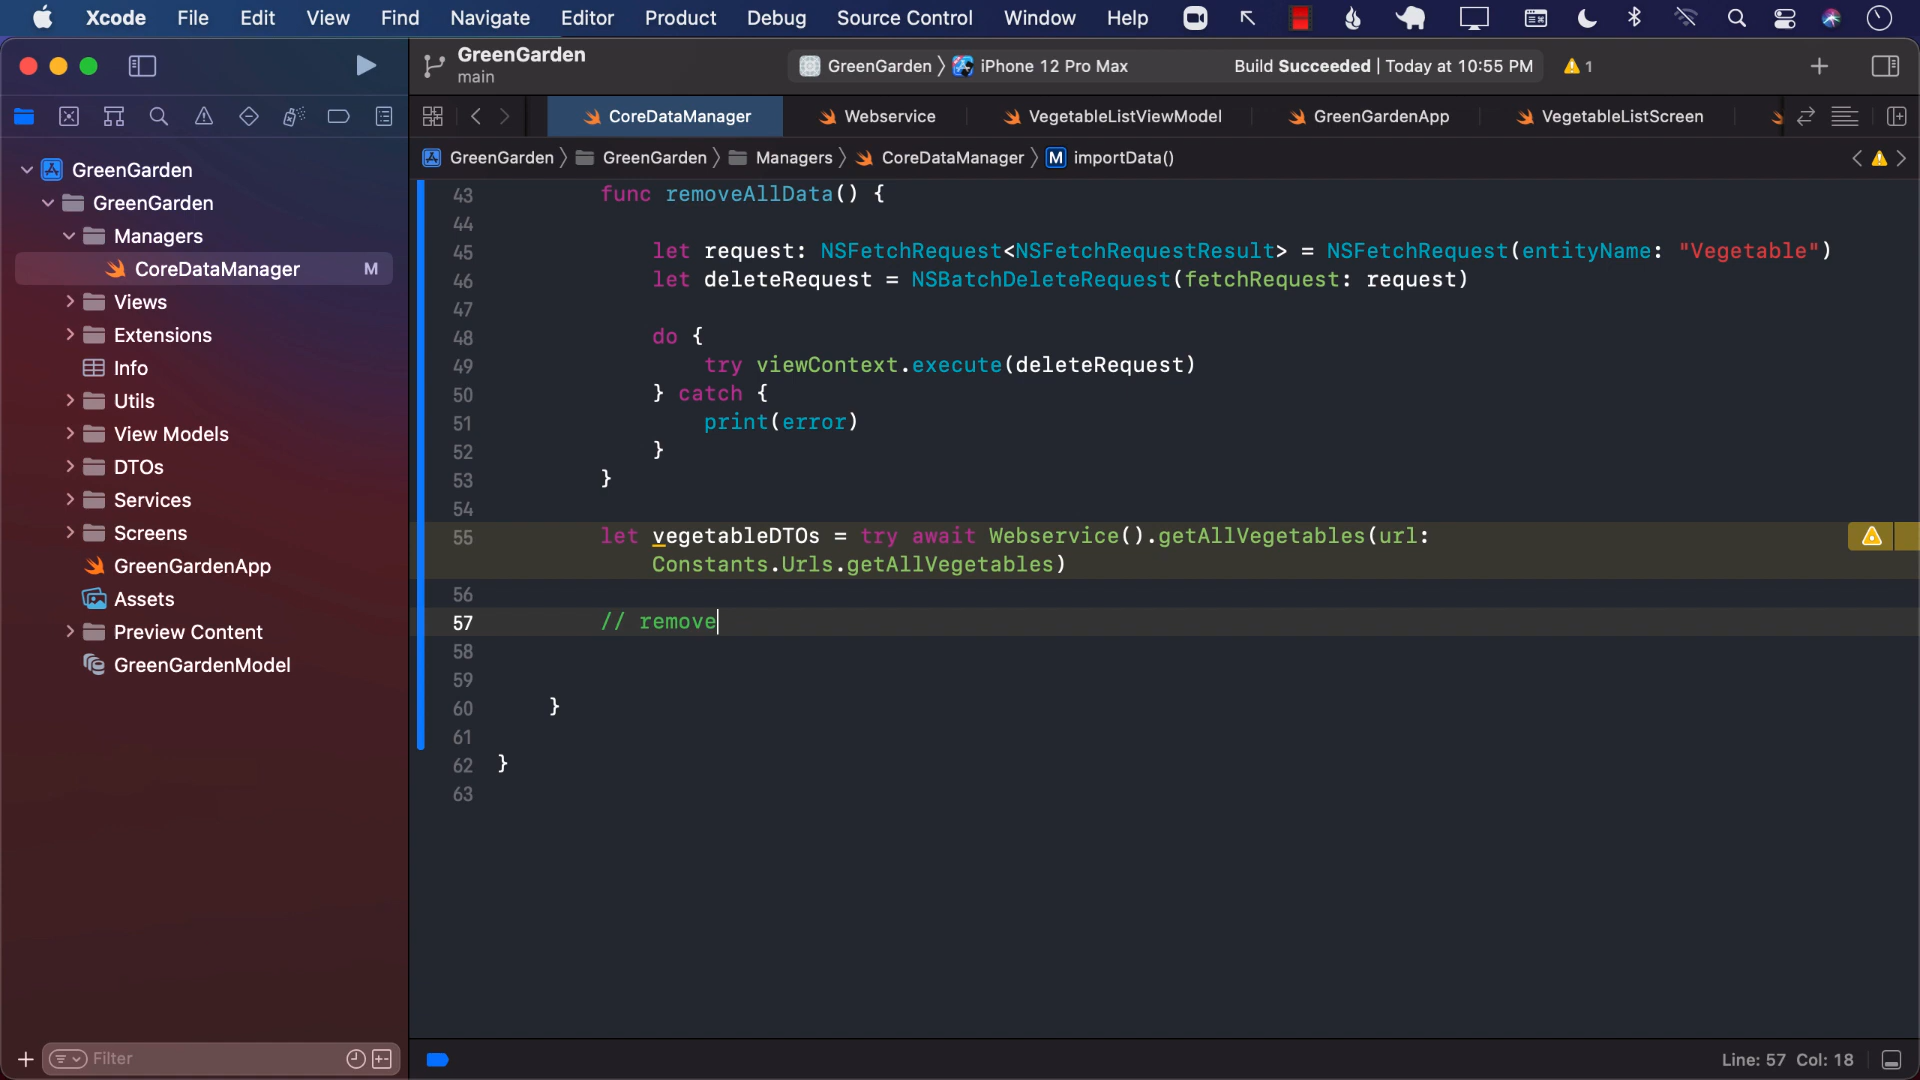 Xcode File Edit View Find Navigate Editor Product Debug Source Control Window Help
GreenGarden
main
GreenGarden iPhone 12 Pro Max
Build Succeeded | Today at 10:55 PM
1
CoreDataManager
Webservice
VegetableListViewModel
GreenGardenApp
VegetableListScreen
GreenGarden GreenGarden Managers CoreDataManager M importData()
GreenGarden
GreenGarden
Managers
CoreDataManager M
Views
Extensions
Info
Utils
View Models
DTOs
Services
Screens
GreenGardenApp
Assets
Preview Content
GreenGardenModel
Filter
43 func removeAllData() {
44
45 let request: NSFetchRequest<NSFetchRequestResult> = NSFetchRequest(entityName: "Vegetable")
46 let deleteRequest = NSBatchDeleteRequest(fetchRequest: request)
47
48 do {
49 try viewContext.execute(deleteRequest)
50 } catch {
51 print(error)
52 }
53 }
54
55 let vegetableDTOs = try await Webservice().getAllVegetables(url:
Constants.Urls.getAllVegetables)
56
57 // remove
58
59
60 }
61
62 }
63
Line: 57 Col: 18